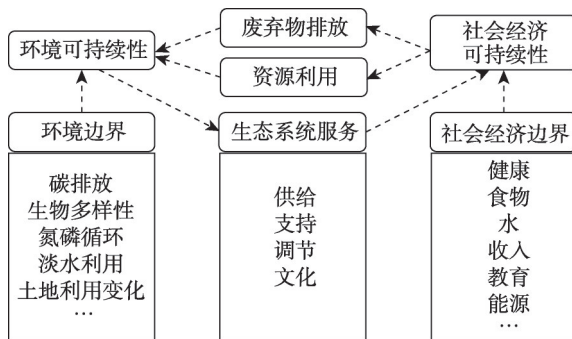 环境可持续性
废弃物排放
资源利用
社会经济
可持续性
环境边界
生态系统服务
社会经济边界
碳排放
生物多样性
氮磷循环
淡水利用
土地利用变化
…
供给
支持
调节
文化
健康
食物
水
收入
教育
能源
…